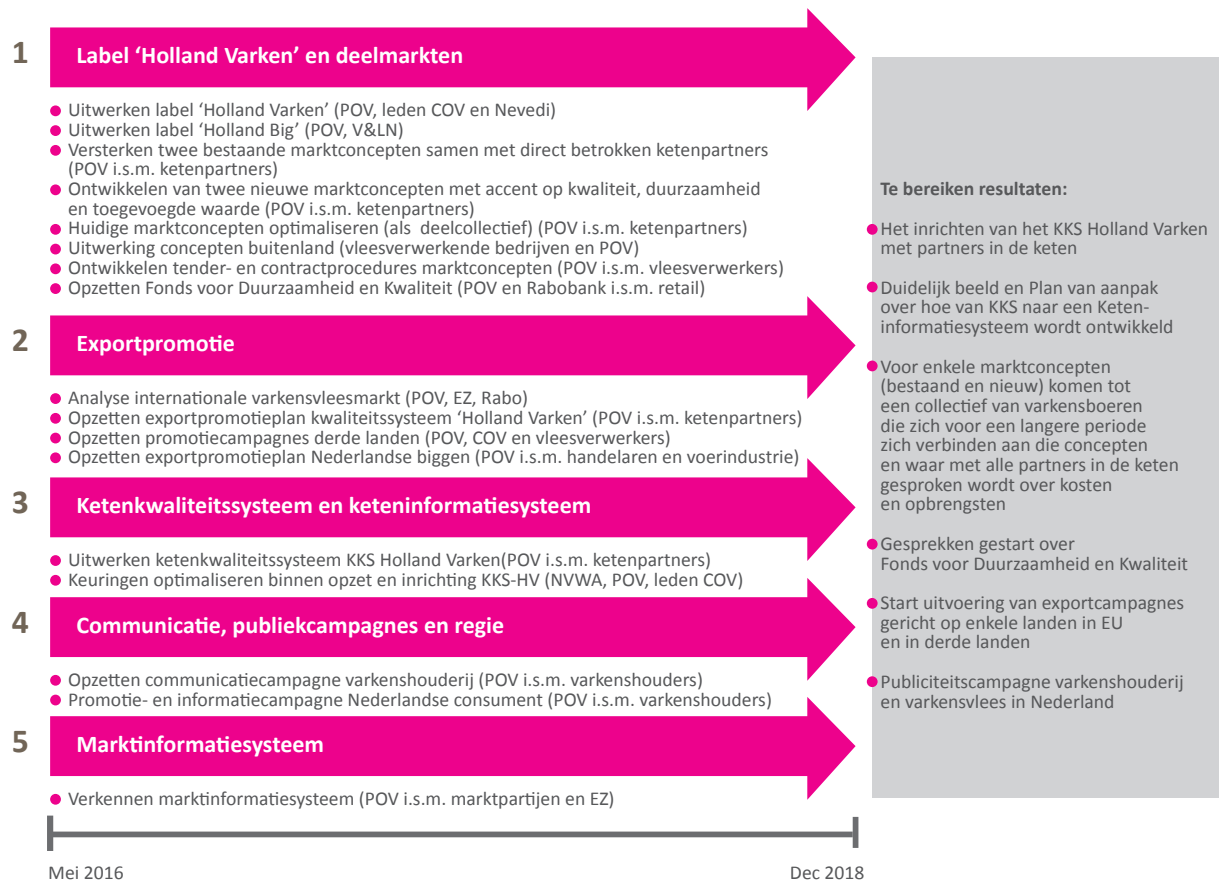 1
Label ‘Holland Varken’ en deelmarkten
Uitwerken label ‘Holland Varken’ (POV, leden COV en Nevedi)
Uitwerken label ‘Holland Big’ (POV, V&LN)
Versterken twee bestaande marktconcepten samen met direct betrokken ketenpartners
(POV i.s.m. ketenpartners)
Ontwikkelen van twee nieuwe marktconcepten met accent op kwaliteit, duurzaamheid
en toegevoegde waarde (POV i.s.m. ketenpartners)
Huidige marktconcepten optimaliseren (als deelcollectief) (POV i.s.m. ketenpartners)
Uitwerking concepten buitenland (vleesverwerkende bedrijven en POV)
Ontwikkelen tender- en contractprocedures marktconcepten (POV i.s.m. vleesverwerkers)
Opzetten Fonds voor Duurzaamheid en Kwaliteit (POV en Rabobank i.s.m. retail)
2
Exportpromotie
Analyse internationale varkensvleesmarkt (POV, EZ, Rabo)
Opzetten exportpromotieplan kwaliteitssysteem ‘Holland Varken’ (POV i.s.m. ketenpartners)
Opzetten promotiecampagnes derde landen (POV, COV en vleesverwerkers)
Opzetten exportpromotieplan Nederlandse biggen (POV i.s.m. handelaren en voerindustrie)
3
Ketenkwaliteitssysteem en keteninformatiesysteem
Uitwerken ketenkwaliteitssysteem KKS Holland Varken(POV i.s.m. ketenpartners)
Keuringen optimaliseren binnen opzet en inrichting KKS-HV (NVWA, POV, leden COV)
4
Communicatie, publiekcampagnes en regie
Opzetten communicatiecampagne varkenshouderij (POV i.s.m. varkenshouders)
Promotie- en informatiecampagne Nederlandse consument (POV i.s.m. varkenshouders)
5
Marktinformatiesysteem
Verkennen marktinformatiesysteem (POV i.s.m. marktpartijen en EZ)
Mei 2016
Dec 2018
Te bereiken resultaten:
Het inrichten van het KKS Holland Varken
met partners in de keten
Duidelijk beeld en Plan van aanpak
over hoe van KKS naar een Keten-
informatiesysteem wordt ontwikkeld
Voor enkele marktconcepten
(bestaand en nieuw) komen tot
een collectief van varkensboeren
die zich voor een langere periode
zich verbinden aan die concepten
en waar met alle partners in de keten
gesproken wordt over kosten
en opbrengsten
Gesprekken gestart over
Fonds voor Duurzaamheid en Kwaliteit
Start uitvoering van exportcampagnes
gericht op enkele landen in EU
en in derde landen
Publiciteitscampagne varkenshouderij
en varkensvlees in Nederland